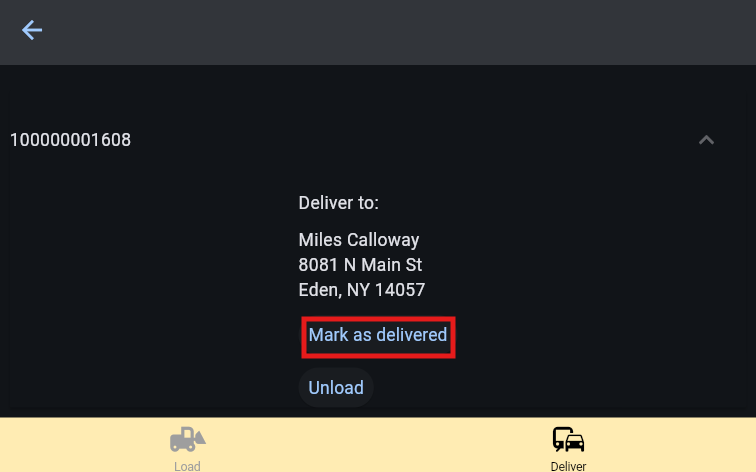 100000001608
Deliver to:
Miles Calloway
8081 N Main St
Eden, NY 14057
Mark as delivered
Unload
Load
Deliver